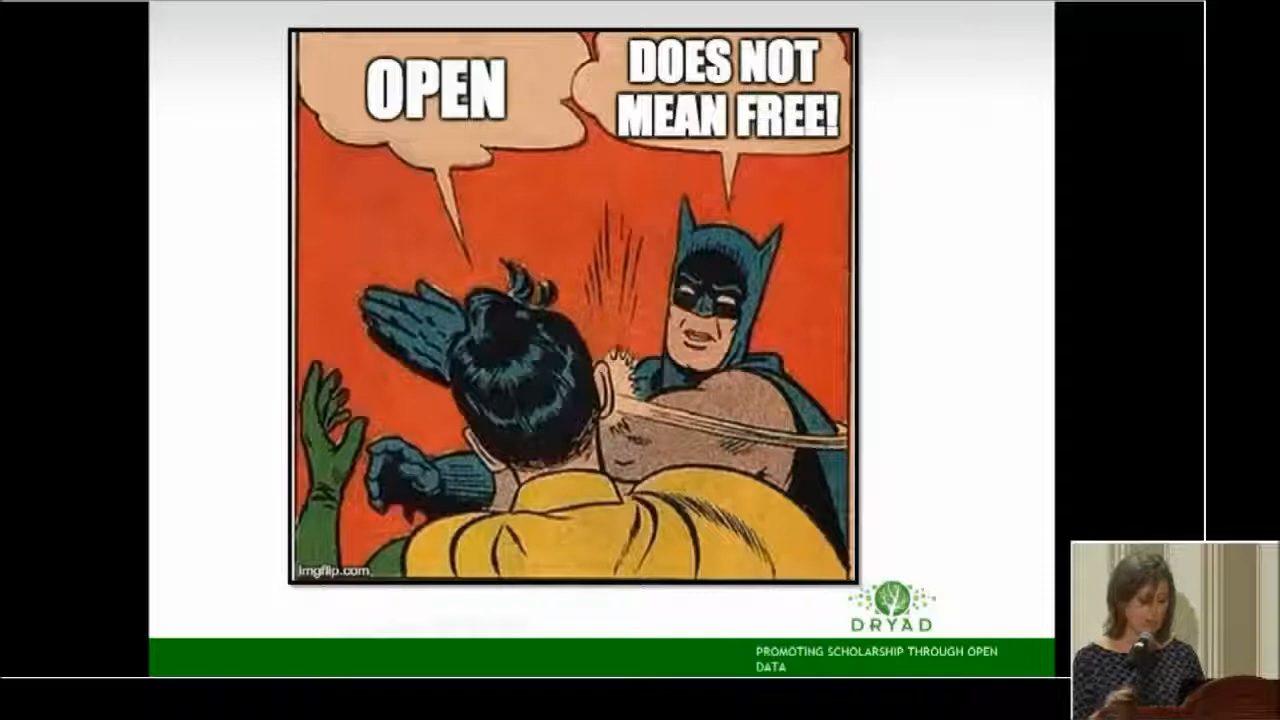 OPEN
DOES NOT
MEAN FREE!
imgflip.com
DRYAD
PROMOTING SCHOLARSHIP THROUGH OPEN
DATA